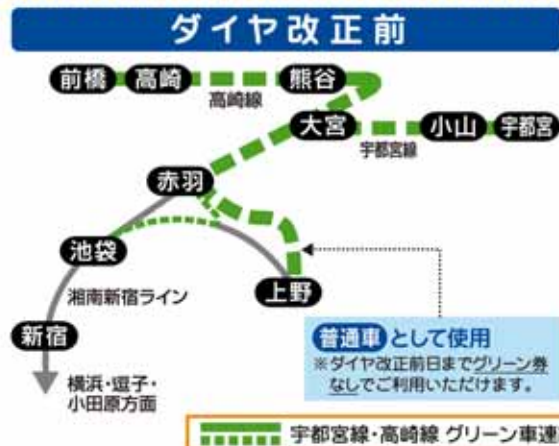 ダイヤ改正前
前橋 高崎 熊谷
高崎線
大宮 小山 宇都宮
宇都宮線
赤羽
池袋
上野
湘南新宿ライン
新宿
横浜・逗子・
小田原方面
普通車 として使用
※ダイヤ改正前日までグリーン券
なしでご利用いただけます。
宇都宮線・高崎線 グリーン車連